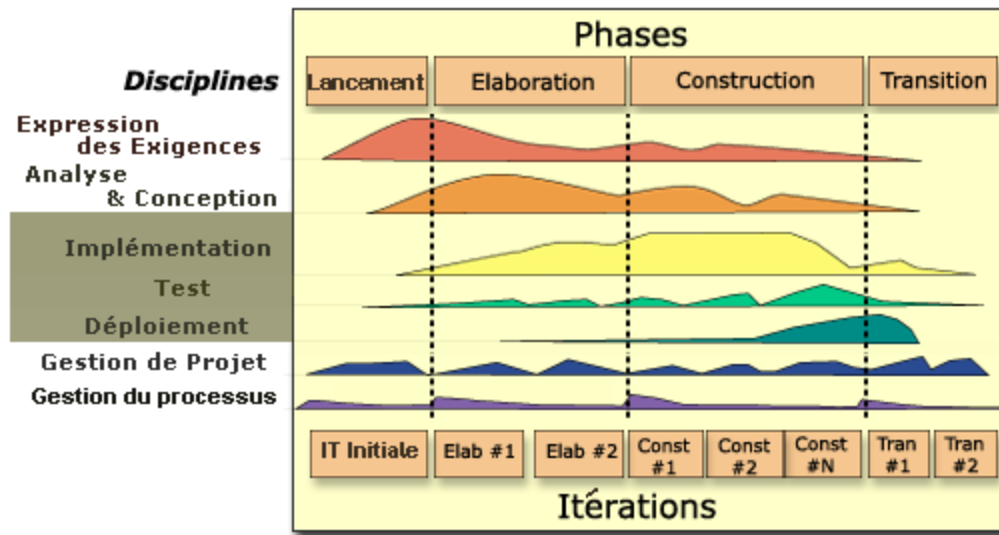 Phases
Disciplines
Lancement
Elaboration
Construction
Transition
Expression
des Exigences
Analyse
& Conception
Implémentation
Test
Déploiement
Gestion de Projet
Gestion du processus
IT Initiale
Elab #1
Elab #2
Const
#1
Const
#2
Const
#N
Tran
#1
Tran
#2
Itérations